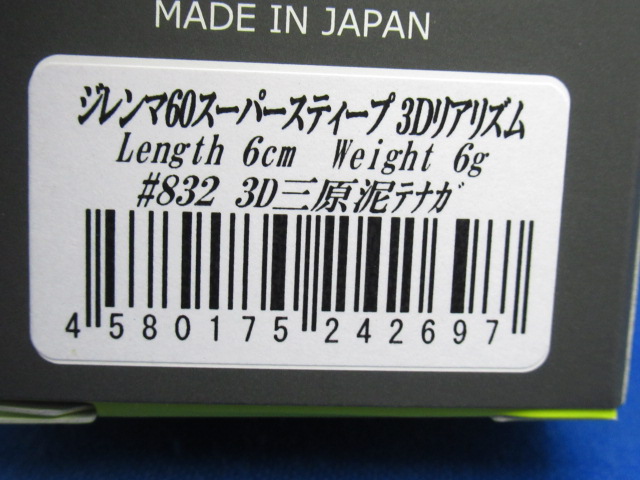 MADE IN JAPAN
ジレンマ60スーパースティープ 3Dリアリズム
Length 6cm Weight 6g
#832 3D三原泥テナガ
4 580175 242697